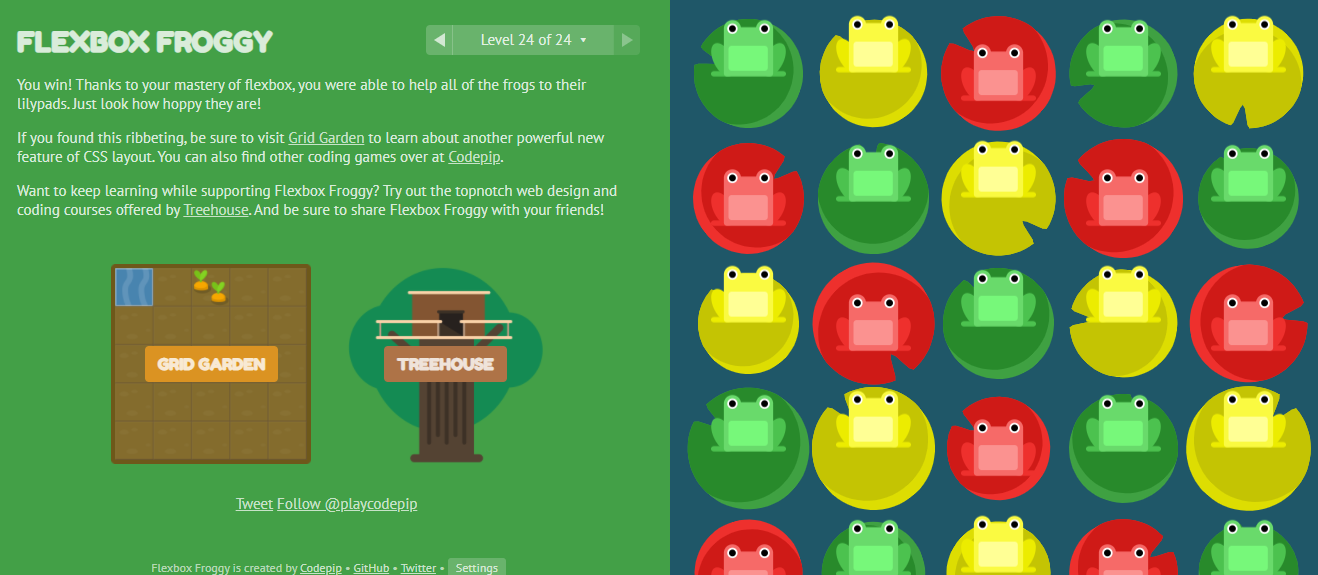 FLEXBOX FROGGY
Level 24 of 24
You win! Thanks to your mastery of flexbox, you were able to help all of the frogs to their
lilypads. Just look how hoppy they are!
If you found this ribbeting, be sure to visit Grid Garden to learn about another powerful new
feature of CSS layout. You can also find other coding games over at Codepip.
Want to keep learning while supporting Flexbox Froggy? Try out the topnotch web design and
coding courses offered by Treehouse. And be sure to share Flexbox Froggy with your friends!
GRID GARDEN
TREEHOUSE
Tweet Follow @playcodepip
Flexbox Froggy is created by Codepip • GitHub • Twitter • Settings